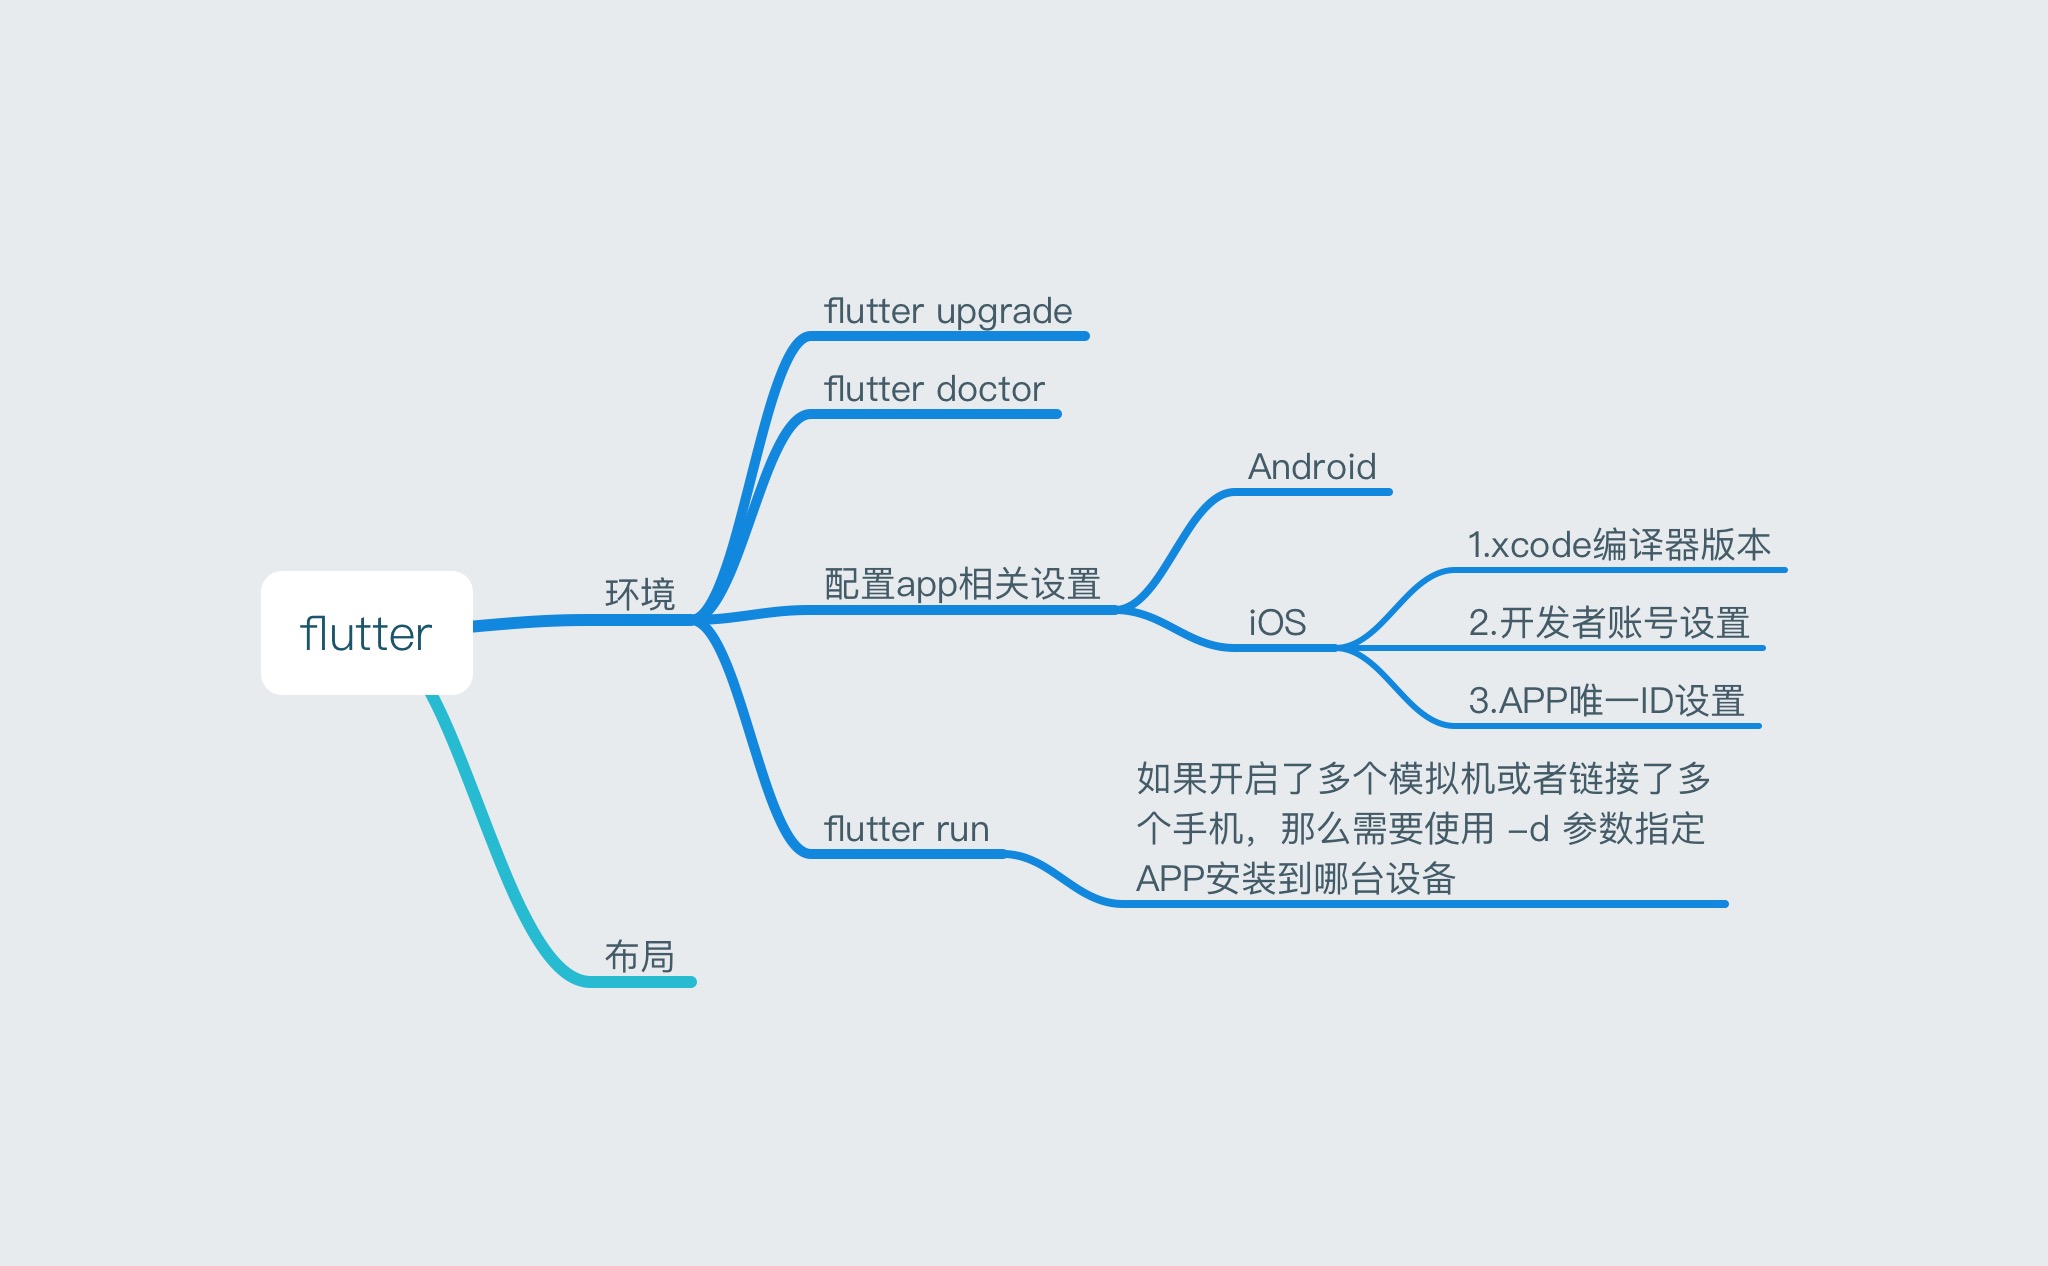 flutter
环境
flutter upgrade
flutter doctor
配置app相关设置
Android
iOS
1.xcode编译器版本
2.开发者账号设置
3.APP唯一ID设置
flutter run
如果开启了多个模拟机或者链接了多
个手机，那么需要使用 -d 参数指定
APP安装到哪台设备
布局